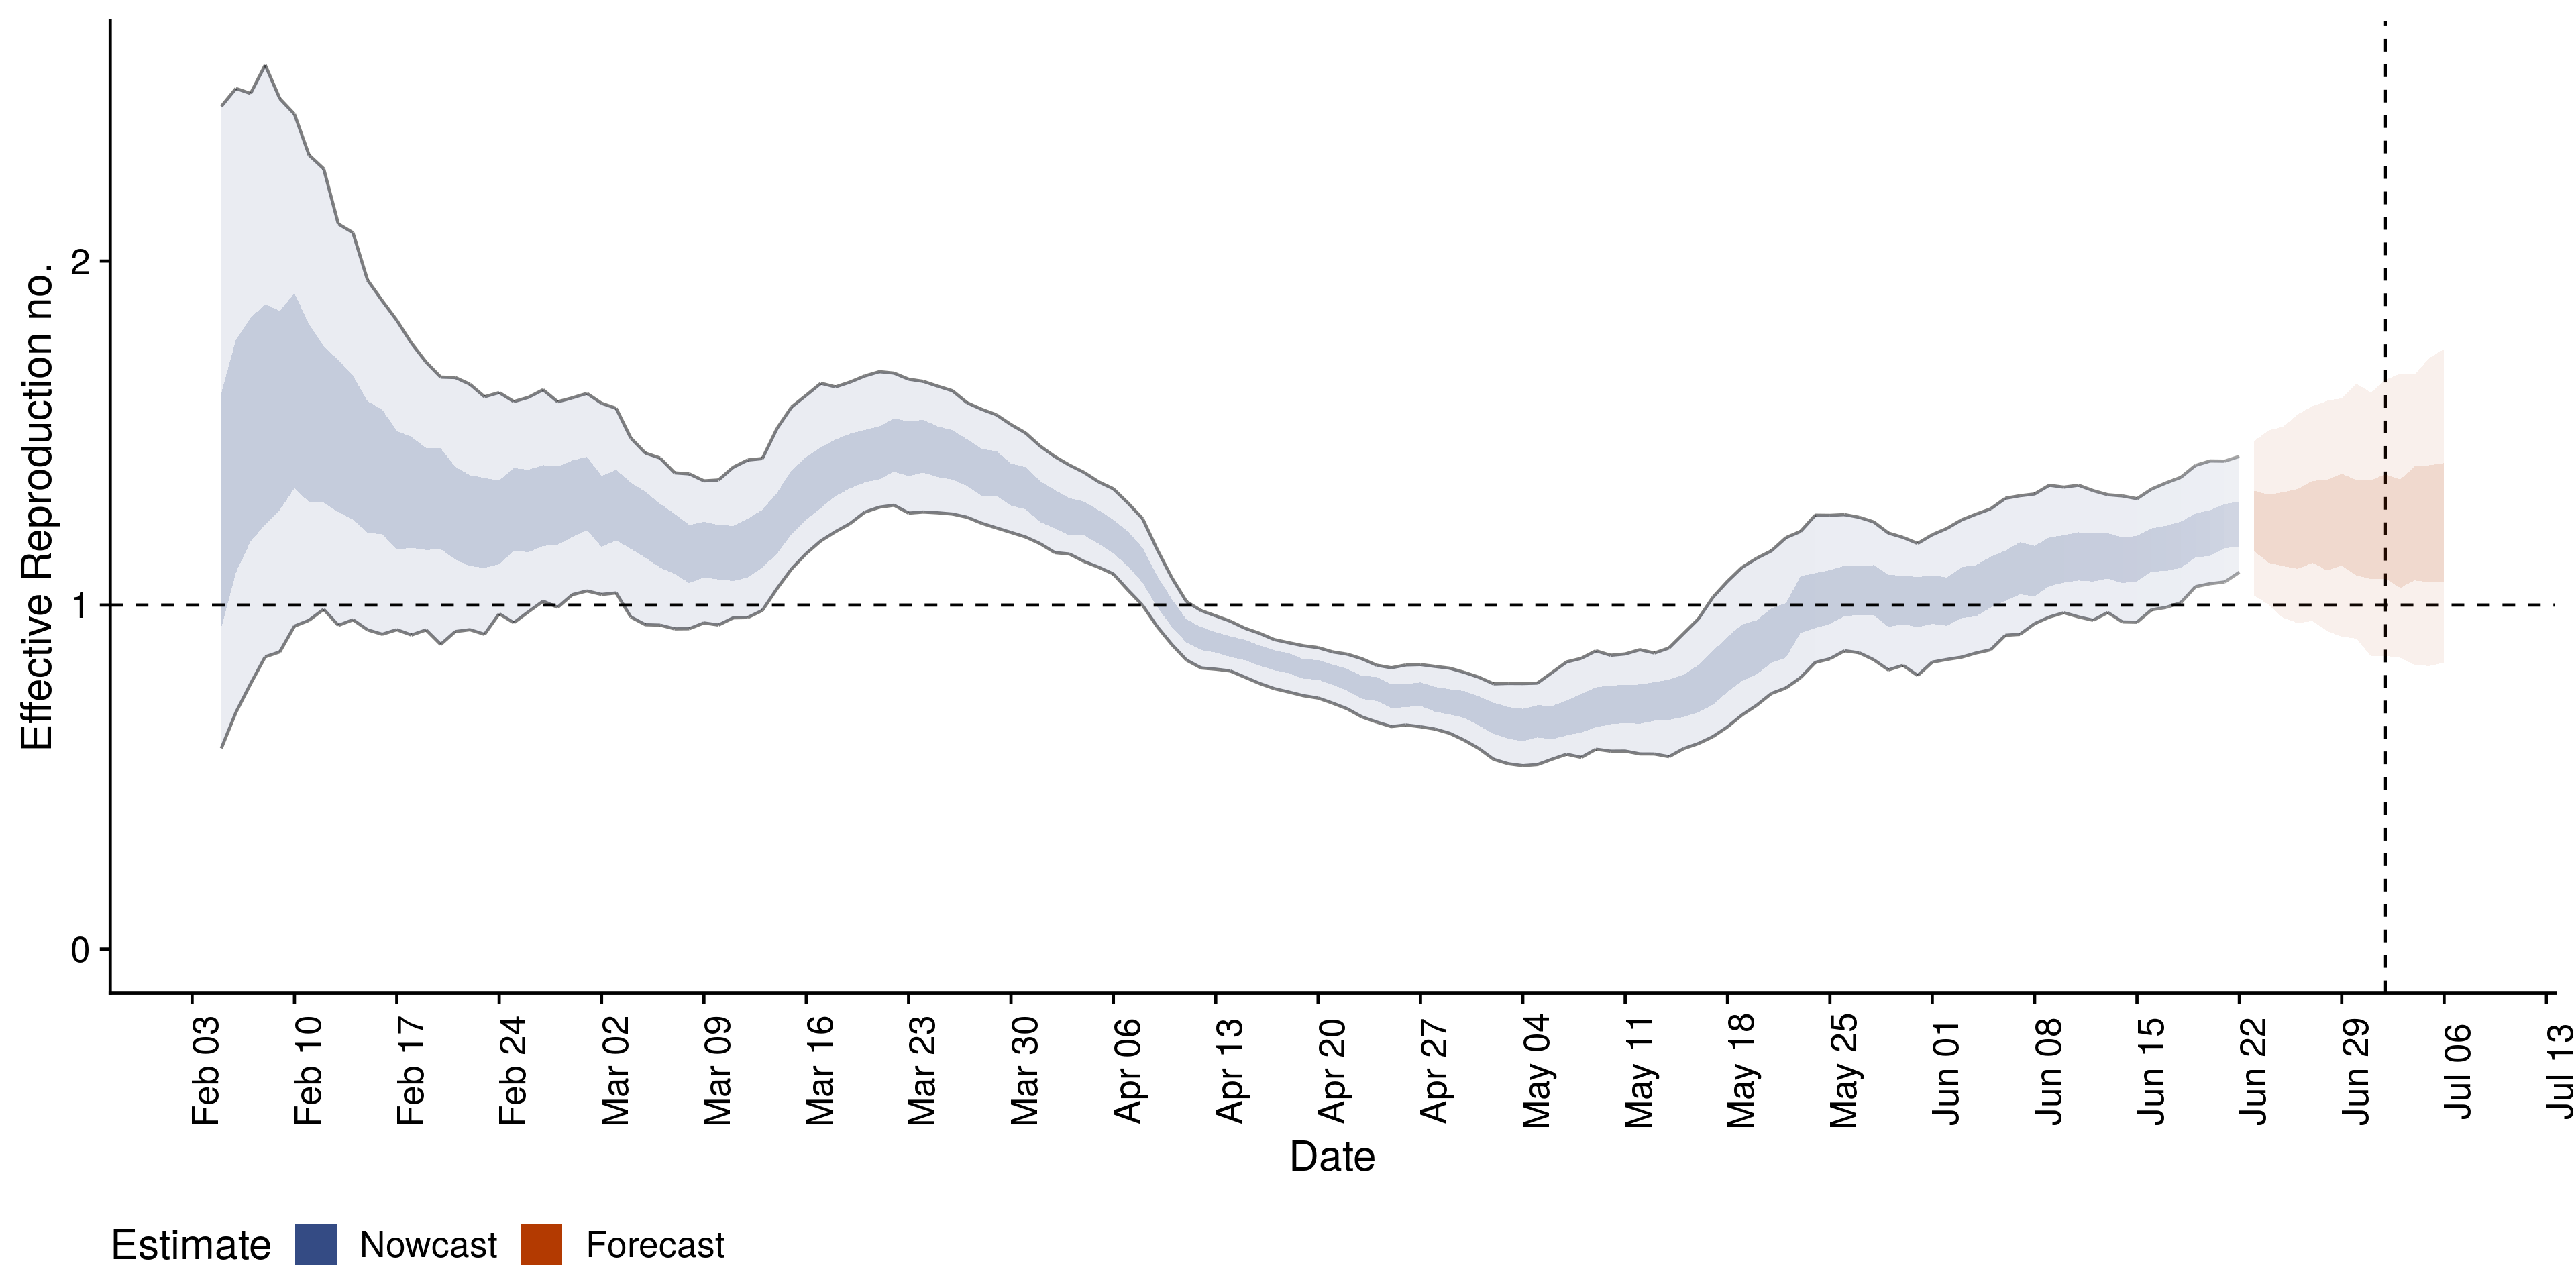 Effective Reproduction no.
2
1
0
Feb 03
Feb 10
Feb 17
Feb 24
Mar 02
Mar 09
Mar 16
Mar 23
Mar 30
Apr 06
Apr 13
Apr 20
Apr 27
May 04
May 11
May 18
May 25
Jun 01
Jun 08
Jun 15
Jun 22
Jun 29
Jul 06
Jul 13
Date
Estimate Nowcast Forecast